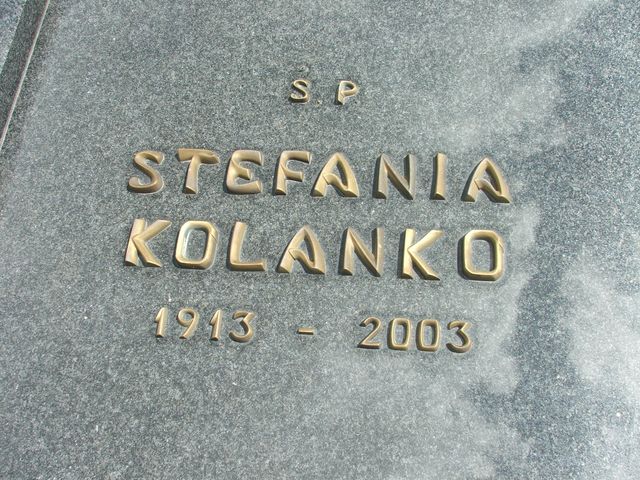 S. P
STEFANIA
KOLANKO
1913 - 2003